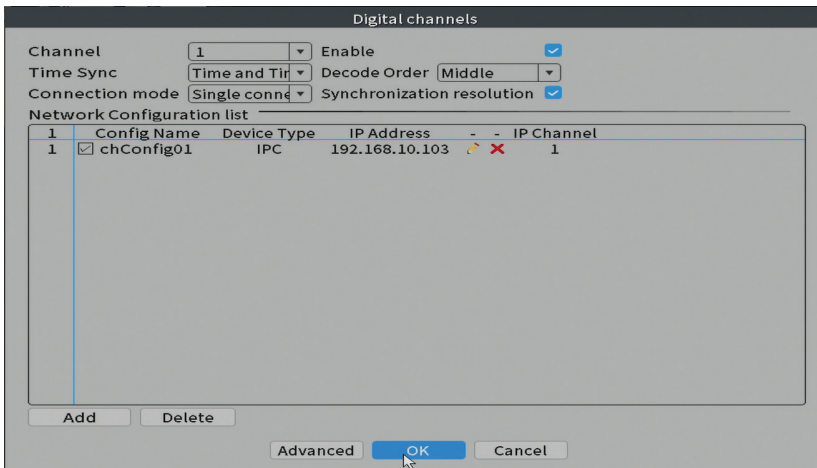 Digital channels
Channel 1 Enable
Time Sync Time and Tir Decode Order Middle
Connection mode Single conne Synchronization resolution
Network Configuration list
1 Config Name Device Type IP Address - - IP Channel
1 chConfig01 IPC 192.168.10.103 1
Add Delete
Advanced OK Cancel